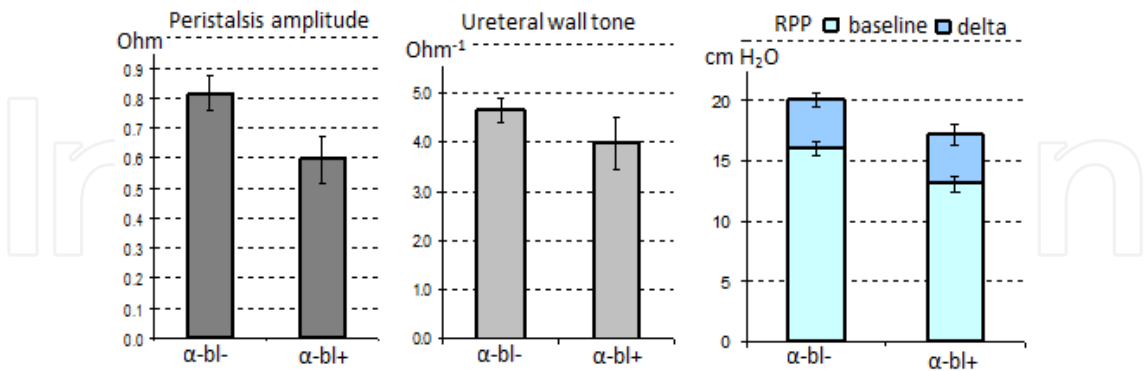 Peristalsis amplitude
Ohm
0.9
0.8
0.7
0.6
0.5
0.4
0.3
0.2
0.1
0.0
α-bl-
α-bl+
Ureteral wall tone
Ohm⁻¹
5.0
4.0
3.0
2.0
1.0
0.0
α-bl-
α-bl+
RPP baseline delta
cm H₂O
20
15
10
5
0
α-bl-
α-bl+